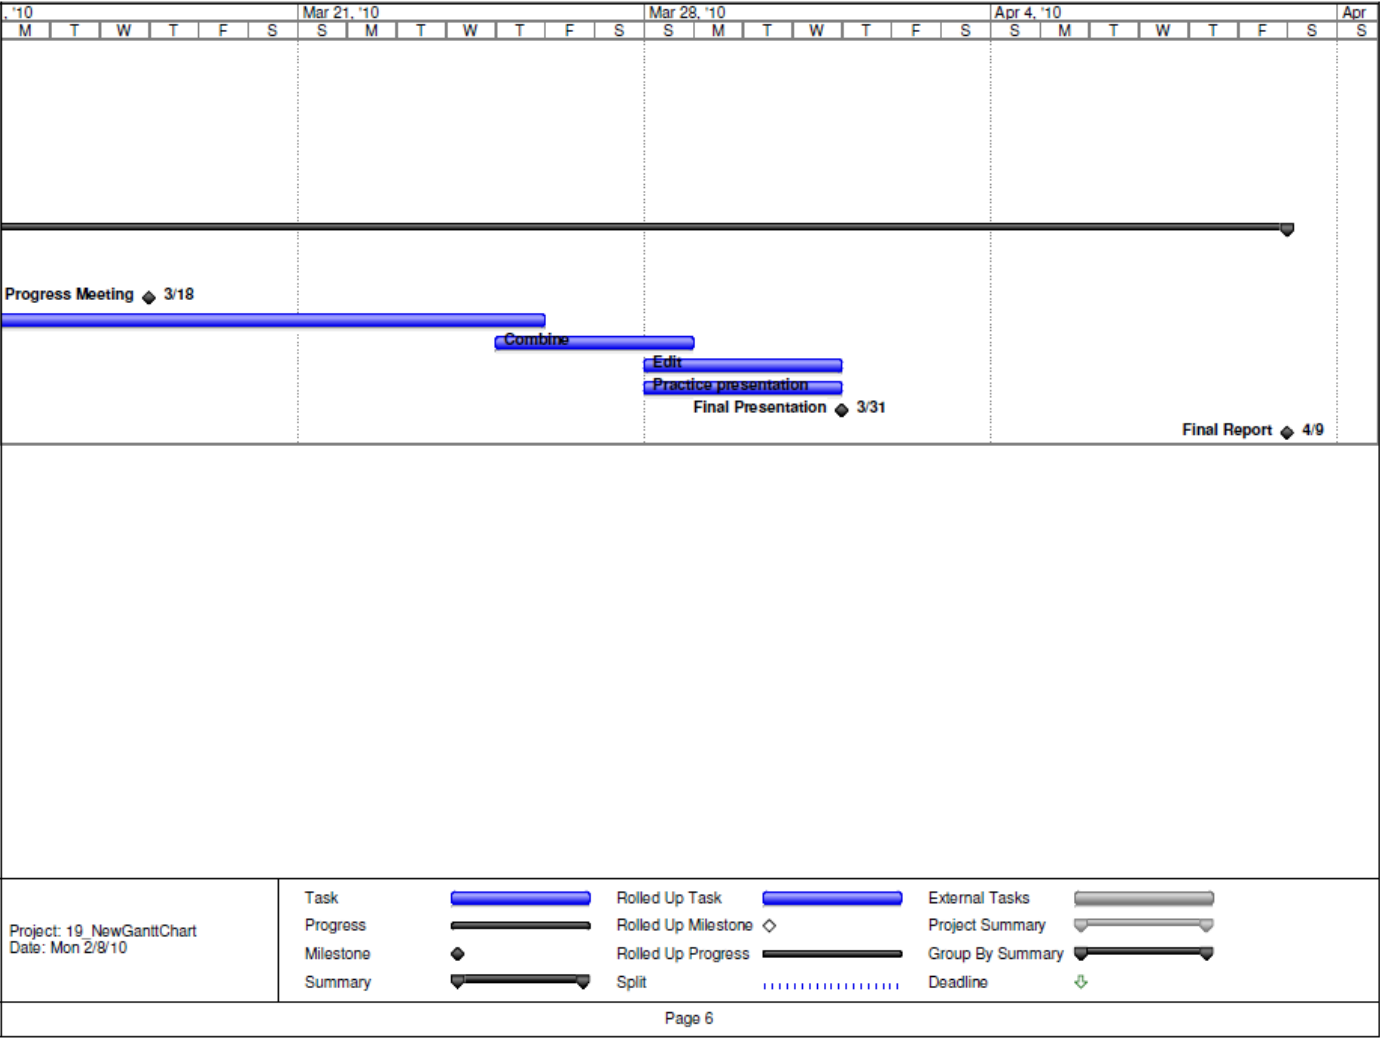 , '10 Mar 21, '10 Mar 28, '10 Apr 4, '10 Apr
M T W T F S S M T W T F S S M T W T F S S M T W T F S S
Progress Meeting 3/18
Combine
Edit
Practice presentation
Final Presentation 3/31
Final Report 4/9
Project: 19_NewGanttChart
Date: Mon 2/8/10
Task
Progress
Milestone
Summary
Rolled Up Task
Rolled Up Milestone
Rolled Up Progress
Split
External Tasks
Project Summary
Group By Summary
Deadline
Page 6